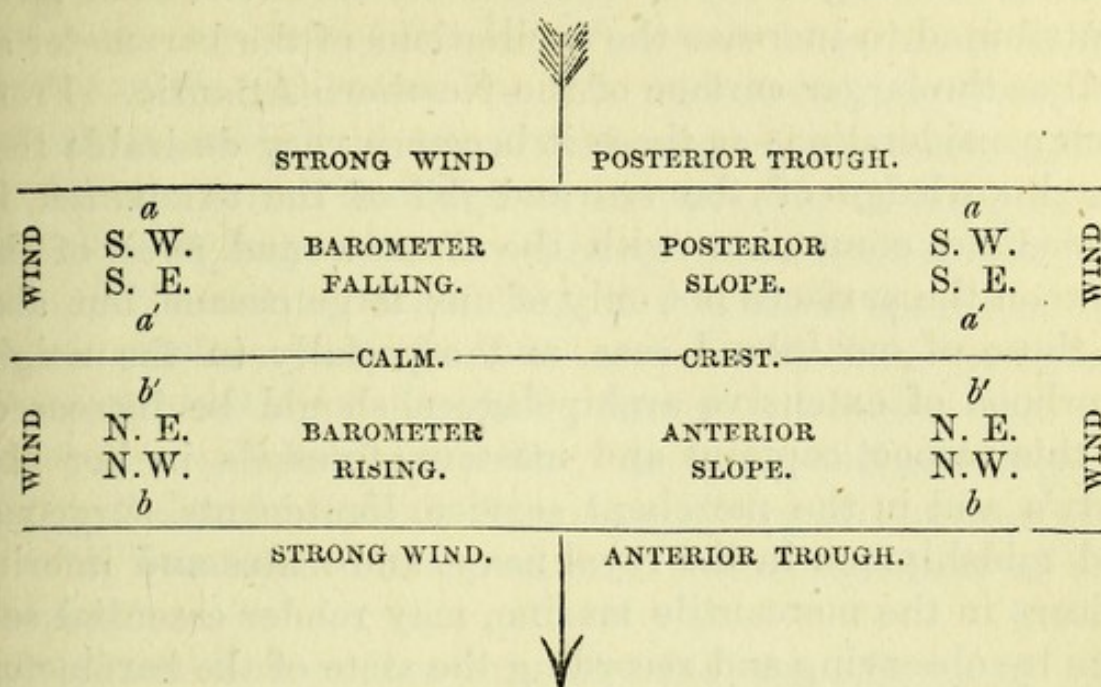 STRONG WIND POSTERIOR TROUGH.
a a
WIND S. W. BAROMETER POSTERIOR S. W. WIND
S. E. FALLING. SLOPE. S. E.
a' a'
CALM. CREST.
b' b'
WIND N. E. BAROMETER ANTERIOR N. E. WIND
N.W. RISING. SLOPE. N.W.
b b
STRONG WIND. ANTERIOR TROUGH.